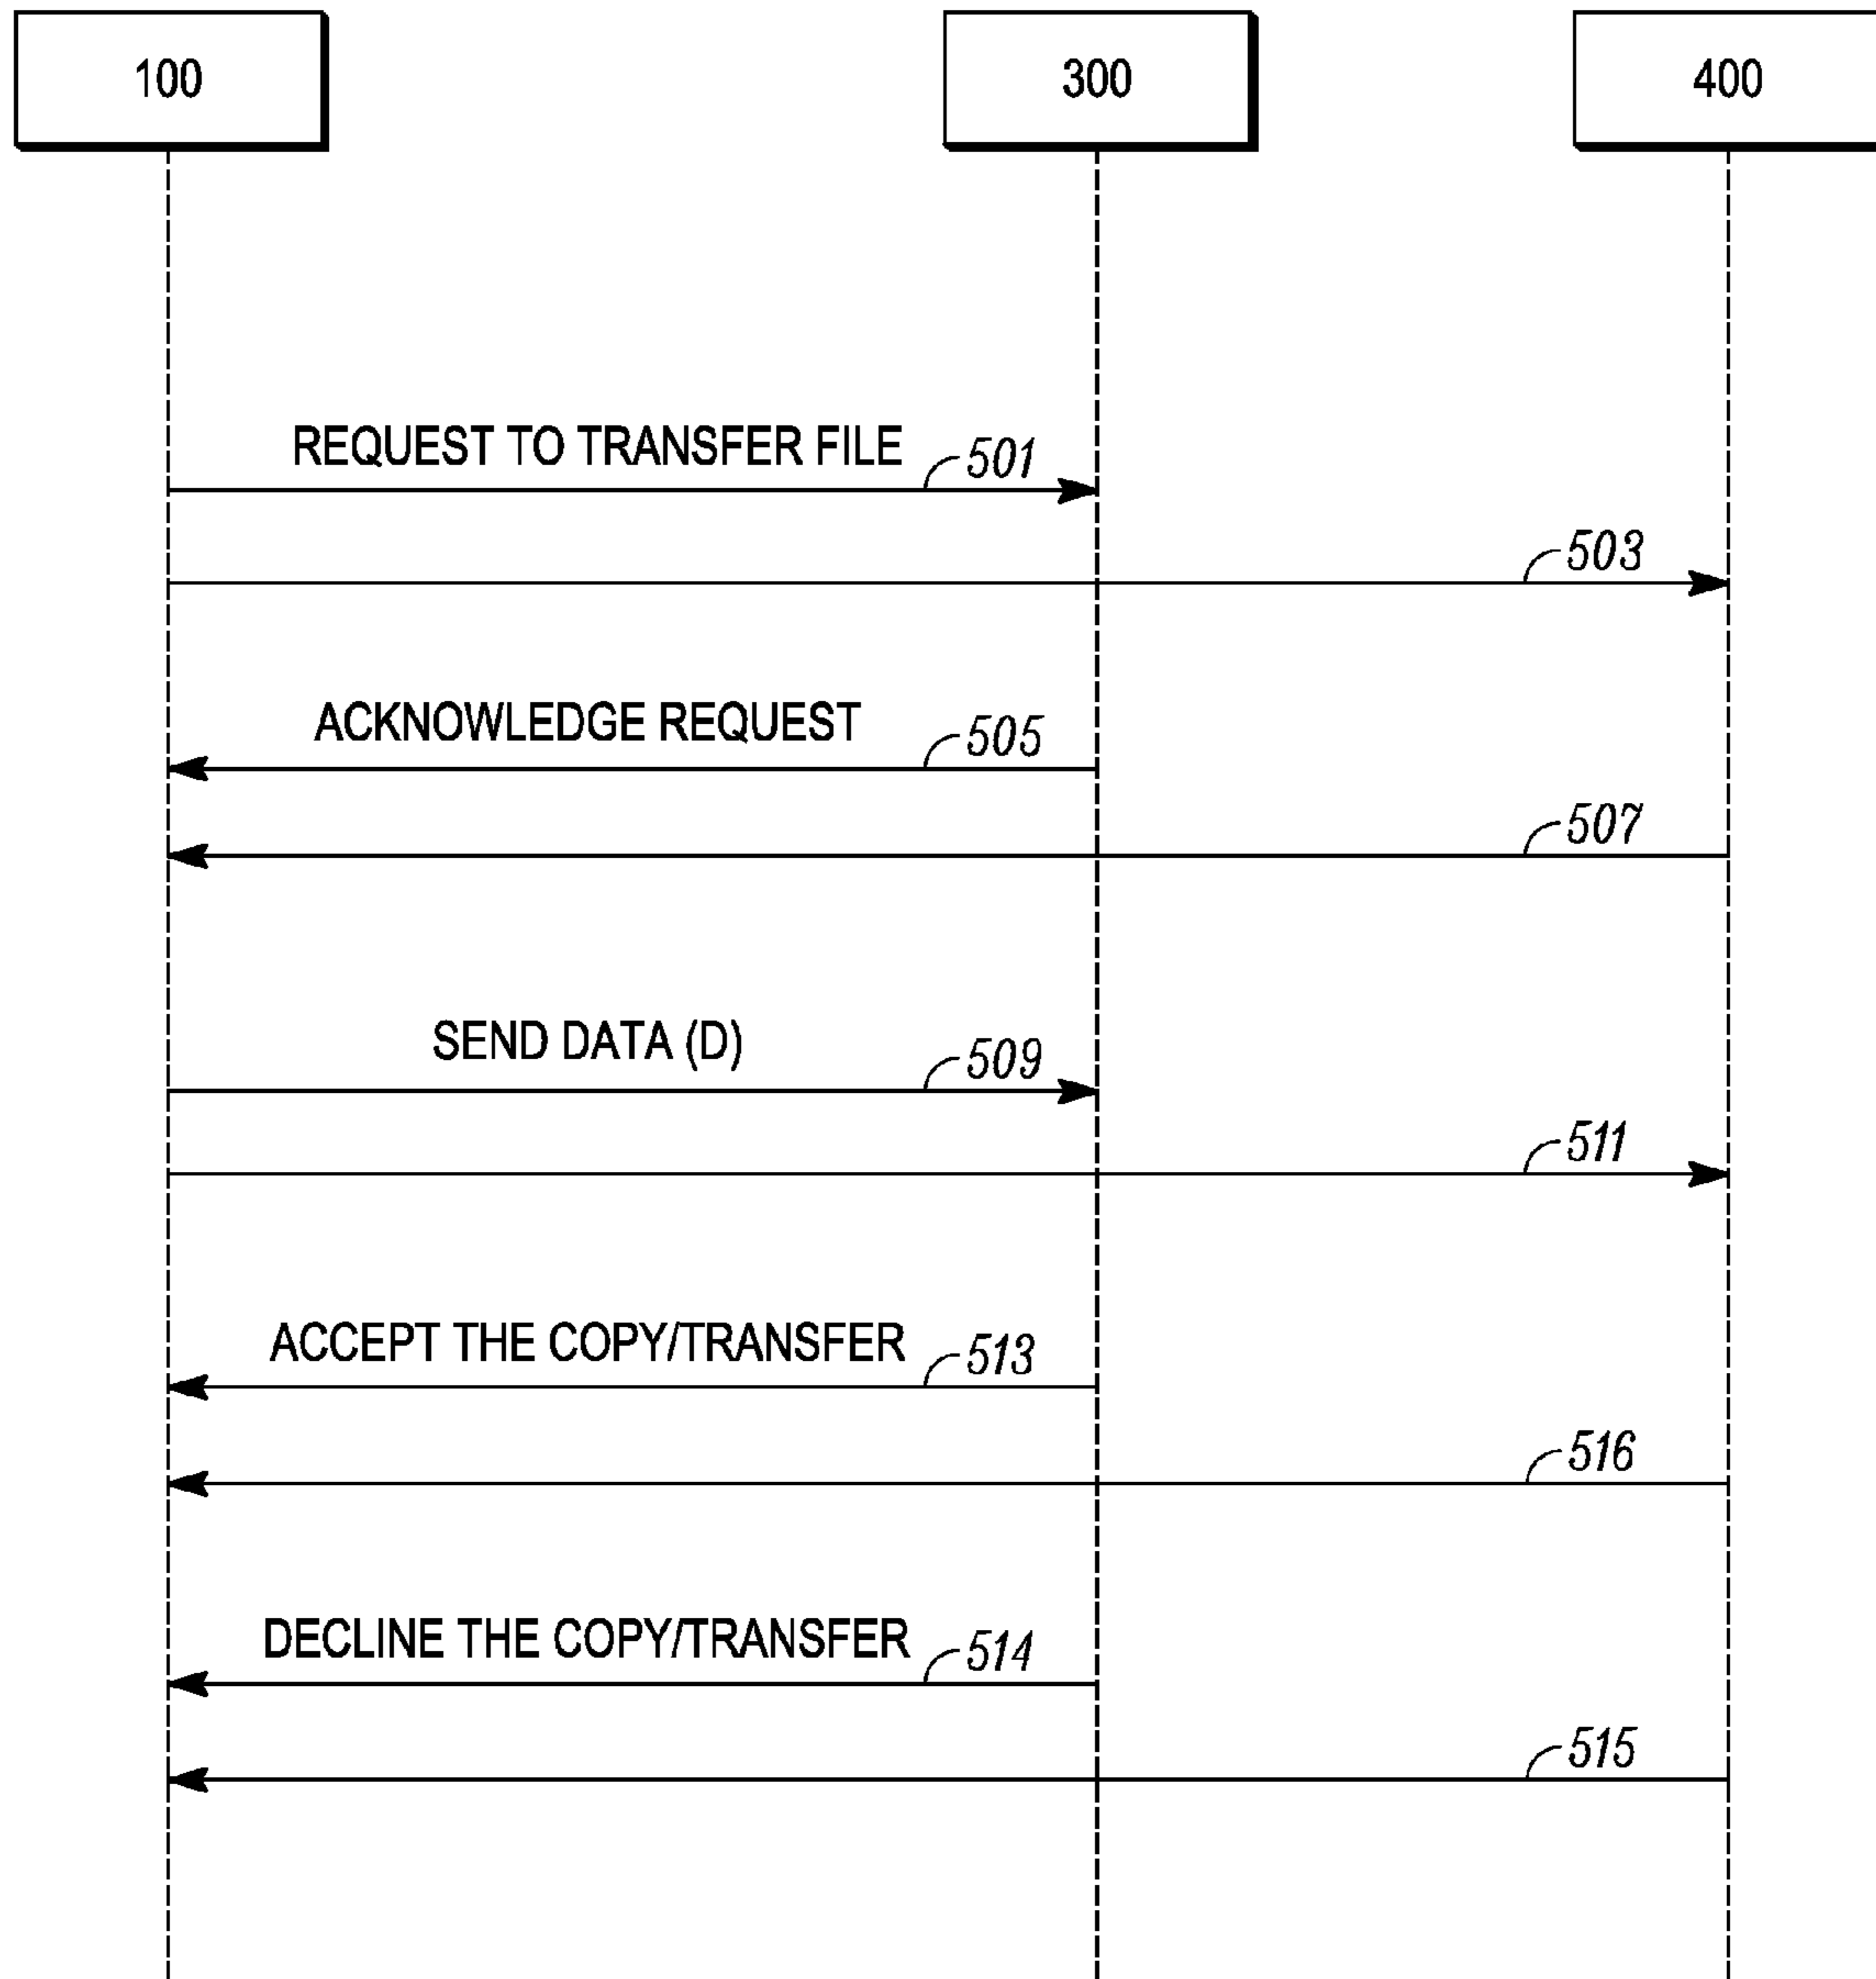 100
300
400
REQUEST TO TRANSFER FILE
501
503
ACKNOWLEDGE REQUEST
505
507
SEND DATA (D)
509
511
ACCEPT THE COPY/TRANSFER
513
516
DECLINE THE COPY/TRANSFER
514
515